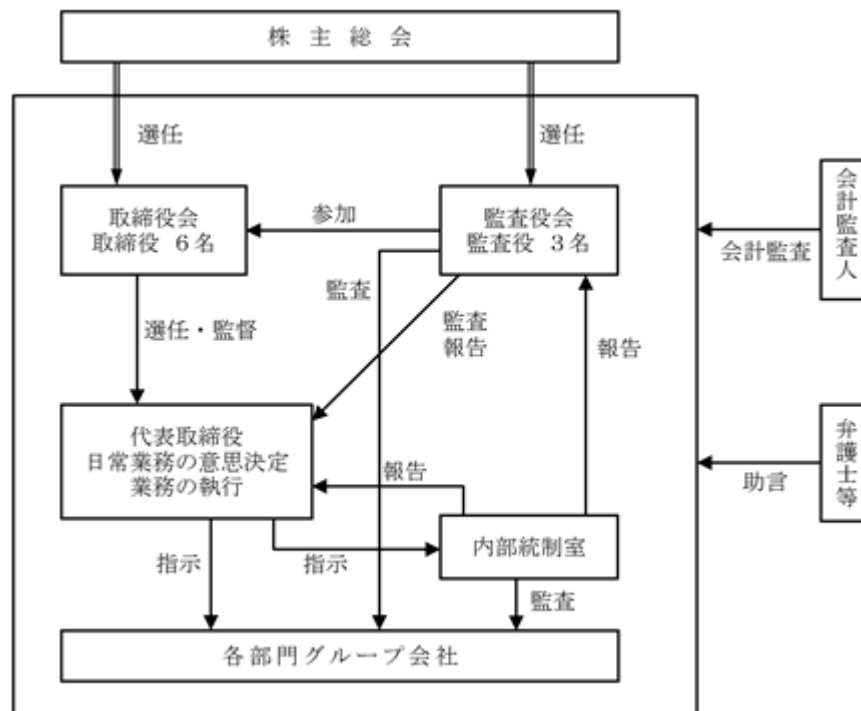 株主総会
選任
選任
取締役会
取締役 6名
参加
監査役会
監査役 3名
会計監査人
会計監査
監査
選任・監督
監査
報告
報告
代表取締役
日常業務の意思決定
業務の執行
報告
弁護士等
助言
内部統制室
指示
指示
監査
各部門グループ会社